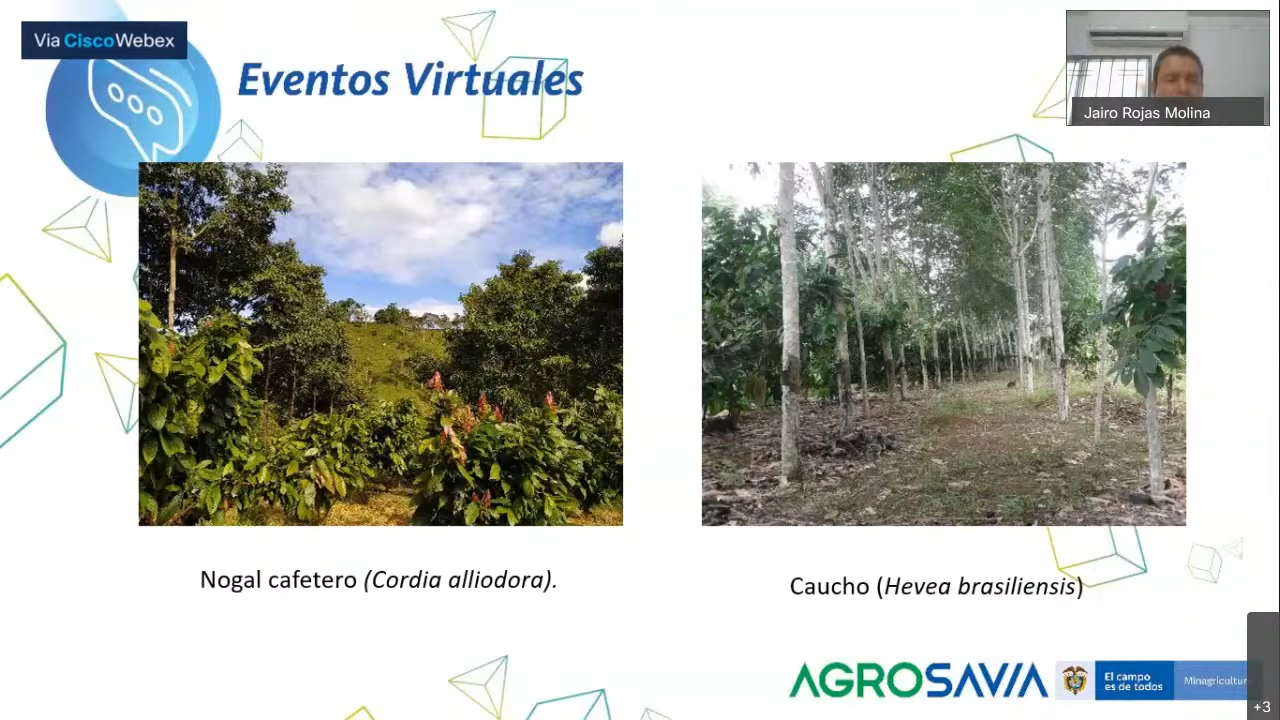 Vía CiscoWebex
Eventos Virtuales
Jairo Rojas Molina
Nogal cafetero (Cordia alliodora).
Caucho (Hevea brasiliensis)
AGROSAVIA
El campo
es de todos
Minagricultura
+3